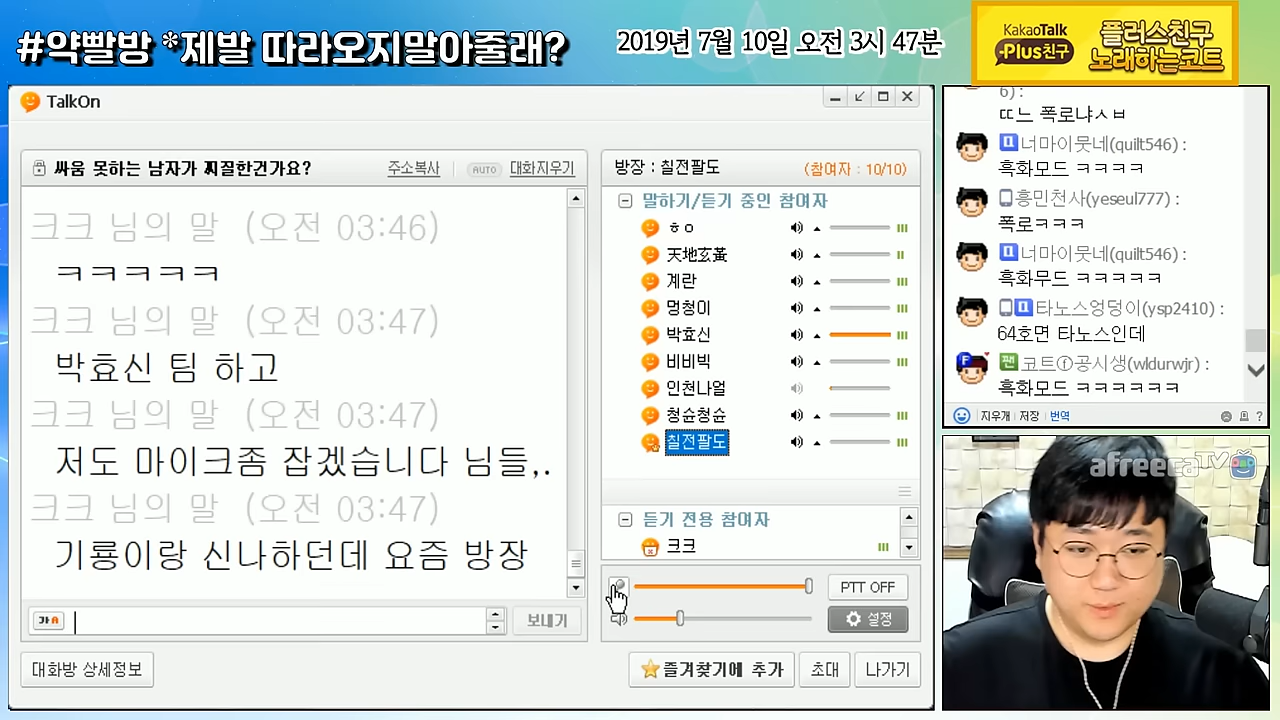 #약빨방 *제발 따라오지말아줄래?
2019년 7월 10일 오전 3시 47분
KakaoTalk
Plus친구
플러스친구
노래하는코트
TalkOn
싸움 못하는 남자가 찌질한건가요?
주소복사
AUTO
대화지우기
크크 님의 말 (오전 03:46)
ㅋㅋㅋㅋㅋ
크크 님의 말 (오전 03:47)
박효신 팀 하고
크크 님의 말 (오전 03:47)
저도 마이크좀 잡겠습니다 님들,.
크크 님의 말 (오전 03:47)
기룡이랑 신나하던데 요즘 방장
가A
보내기
대화방 상세정보
방장 : 칠전팔도
(참여자 : 10/10)
말하기/듣기 중인 참여자
ㅎㅇ
天地玄黃
계란
멍청미
박효신
비비빅
인천나얼
청슌청슌
칠전팔도
듣기 전용 참여자
크크
PTT OFF
설정
즐겨찾기에 추가
초대
나가기
6) :
ㄸ느 폭로냐ㅅㅂ
너마이뭇네(quilt546) :
흑화모드 ㅋㅋㅋㅋ
흥민천사(yeseul777) :
폭로ㅋㅋㅋ
너마이뭇네(quilt546) :
흑화무드 ㅋㅋㅋㅋㅋ
타노스엉덩이(ysp2410) :
64호면 타노스인데
팬 코트ⓕ공시생(wldurwjr) :
흑화모드 ㅋㅋㅋㅋㅋㅋ
지우개
저장
번역
afreecaTV